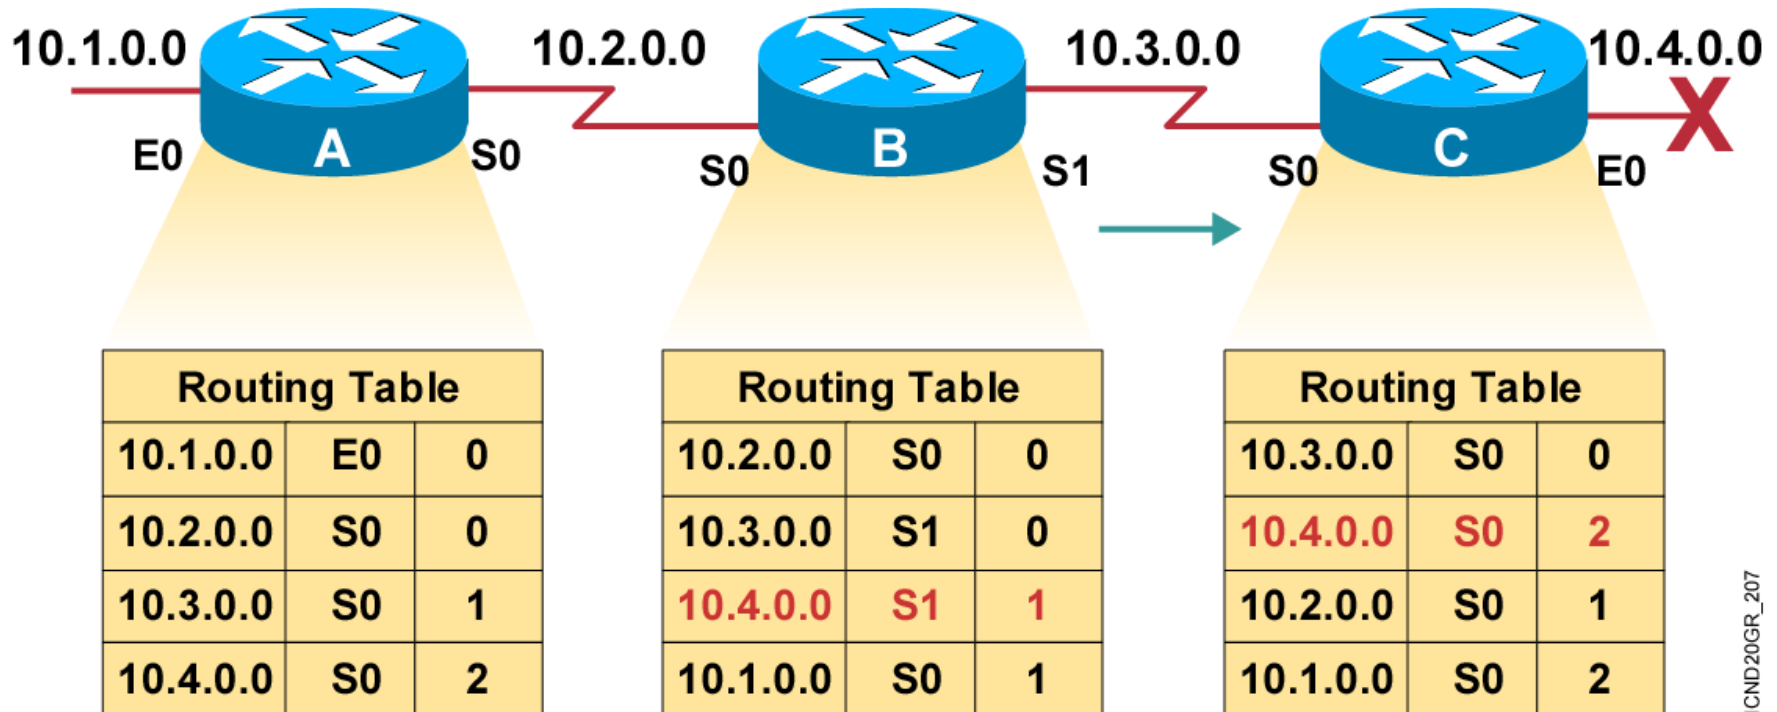 10.1.0.0 10.2.0.0 10.3.0.0 10.4.0.0
A B C
E0 S0 S0 S1 S0 E0
X
Routing Table
10.1.0.0 E0 0
10.2.0.0 S0 0
10.3.0.0 S0 1
10.4.0.0 S0 2
Routing Table
10.2.0.0 S0 0
10.3.0.0 S1 0
10.4.0.0 S1 1
10.1.0.0 S0 1
Routing Table
10.3.0.0 S0 0
10.4.0.0 S0 2
10.2.0.0 S0 1
10.1.0.0 S0 2
ICND20GR_207